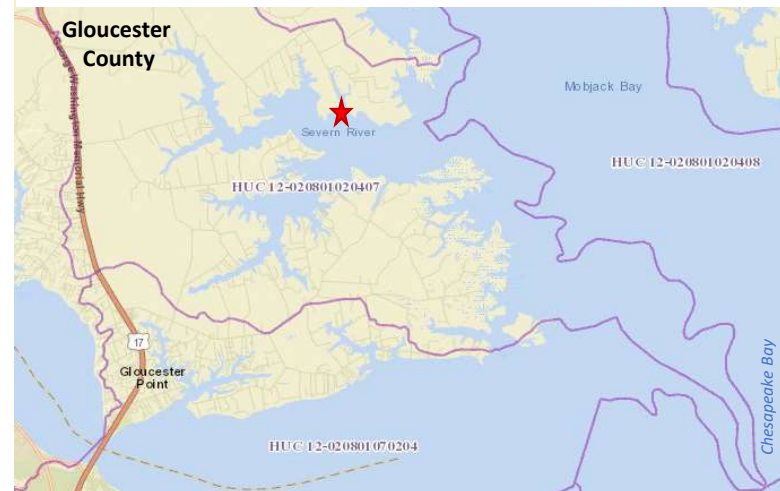 Gloucester
County
George Washington Memorial Hwy
Mobjack Bay
Severn River
HUC 12-020801020408
HUC 12-020801020407
17
Gloucester
Point
Chesapeake Bay
HUC 12-020801070204